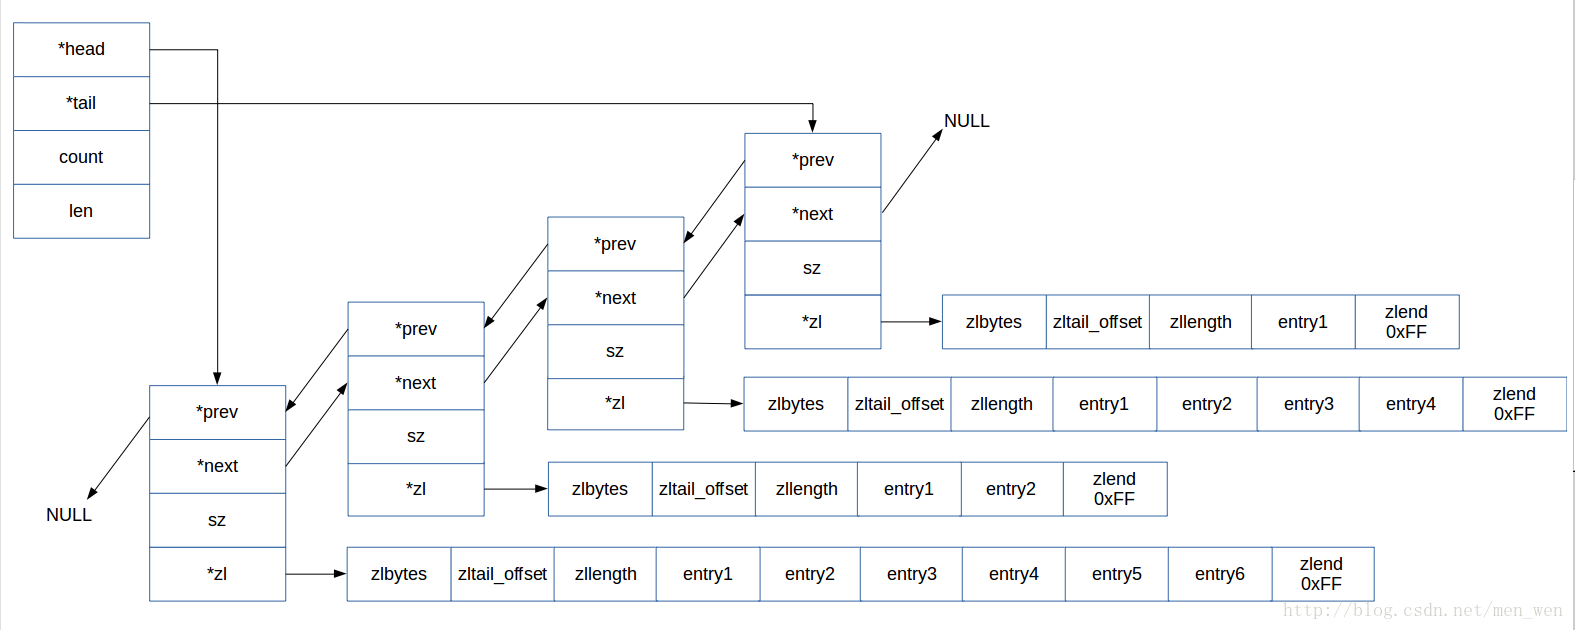 *head
*tail
count
len
NULL
*prev
*next
sz
*zl
zlbytes zltail_offset zllength entry1 zlend
0xFF
*prev
*next
sz
*zl
zlbytes zltail_offset zllength entry1 entry2 entry3 entry4 zlend
0xFF
*prev
*next
sz
*zl
zlbytes zltail_offset zllength entry1 entry2 zlend
0xFF
*prev
*next
sz
*zl
NULL
zlbytes zltail_offset zllength entry1 entry2 entry3 entry4 entry5 entry6 zlend
0xFF
http://blog.csdn.net/men_wen